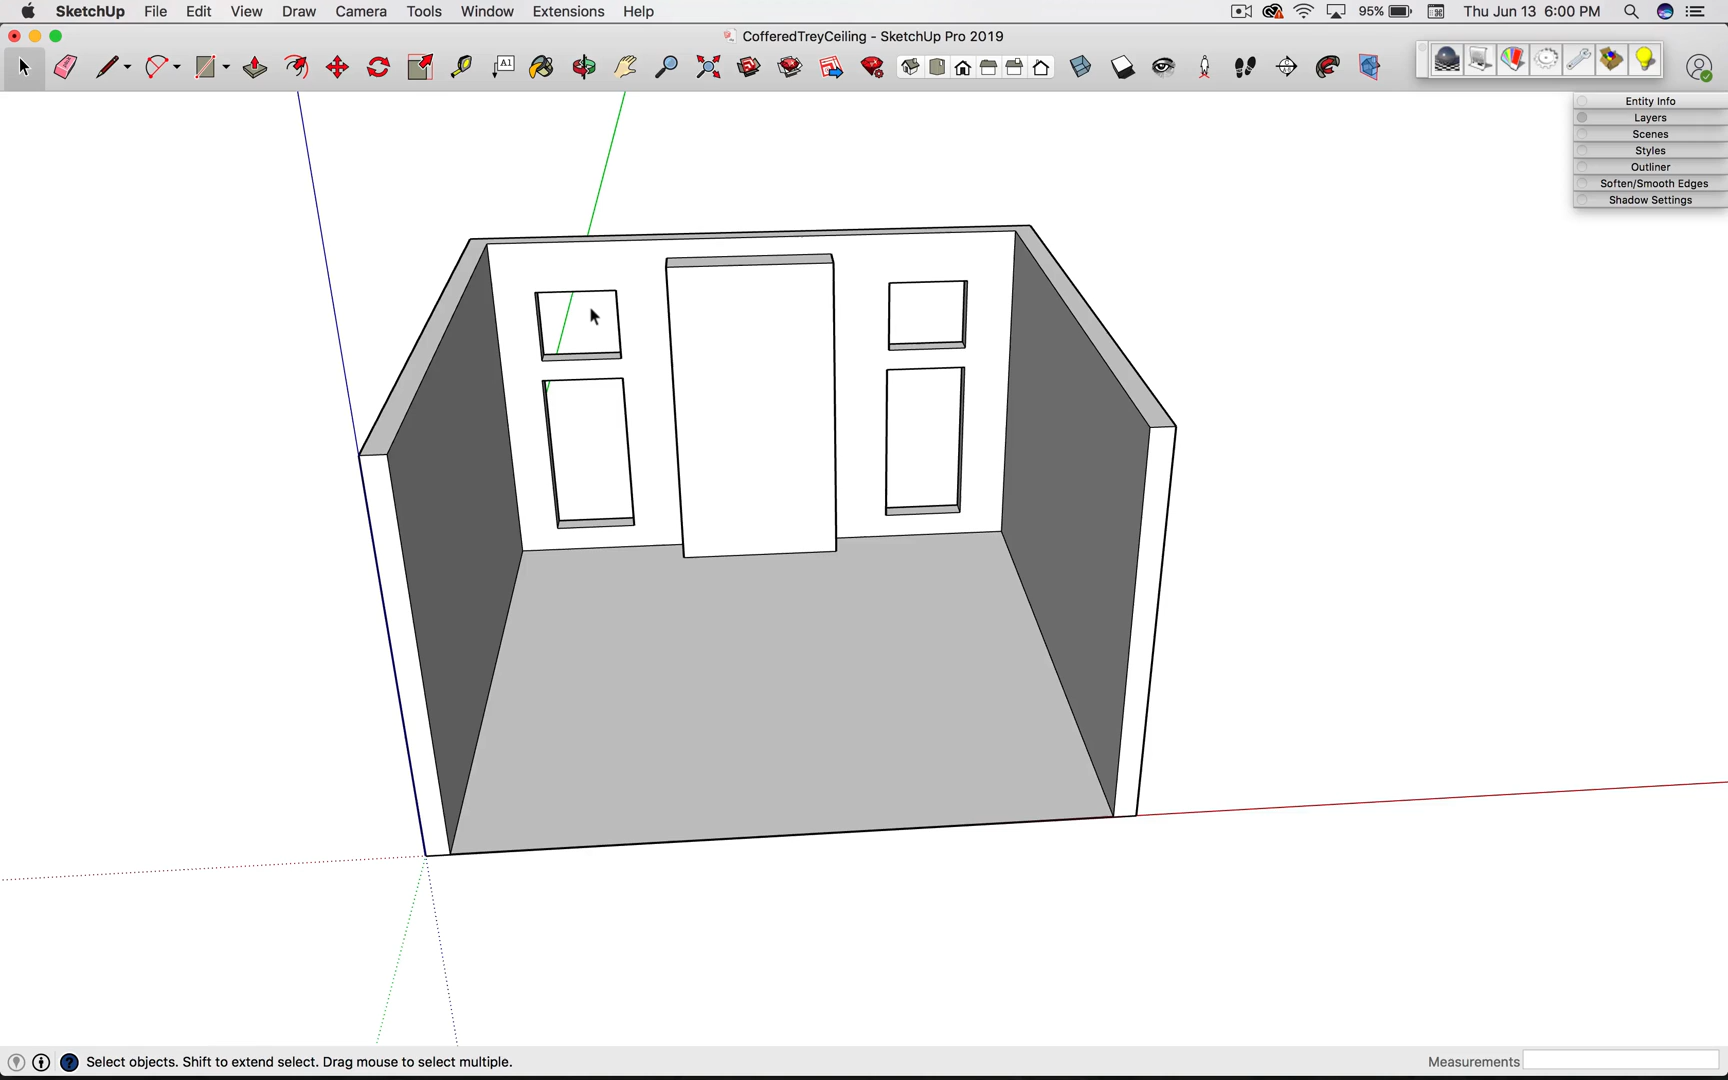 SketchUp File Edit View Draw Camera Tools Window Extensions Help 95% Thu Jun 13 6:00 PM
CofferedTreyCeiling - SketchUp Pro 2019
A1
Entity Info
Layers
Scenes
Styles
Outliner
Soften/Smooth Edges
Shadow Settings
Select objects. Shift to extend select. Drag mouse to select multiple. Measurements